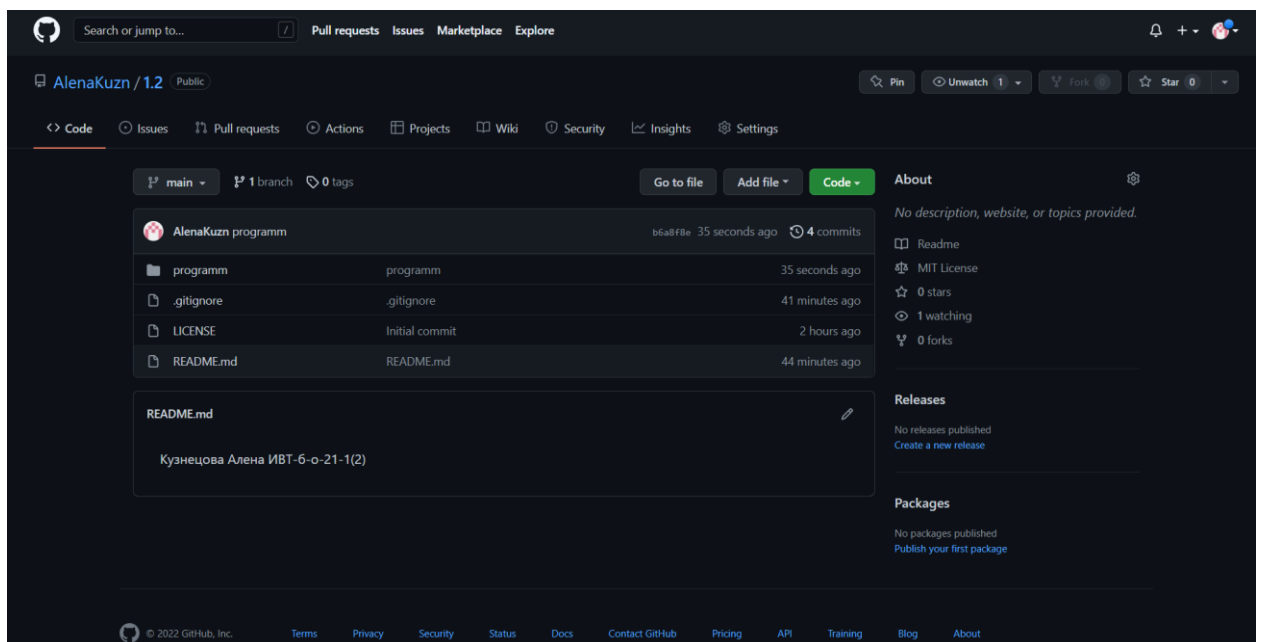 Search or jump to... / Pull requests Issues Marketplace Explore
AlenaKuzn / 1.2 Public
Pin Unwatch 1 Fork 0 Star 0
Code Issues Pull requests Actions Projects Wiki Security Insights Settings
main 1 branch 0 tags Go to file Add file Code
AlenaKuzn programm b6a8f8e 35 seconds ago 4 commits
programm programm 35 seconds ago
.gitignore .gitignore 41 minutes ago
LICENSE Initial commit 2 hours ago
README.md README.md 44 minutes ago
README.md
Кузнецова Алена ИВТ-б-о-21-1(2)
About
No description, website, or topics provided.
Readme
MIT License
0 stars
1 watching
0 forks
Releases
No releases published
Create a new release
Packages
No packages published
Publish your first package
© 2022 GitHub, Inc. Terms Privacy Security Status Docs Contact GitHub Pricing API Training Blog About